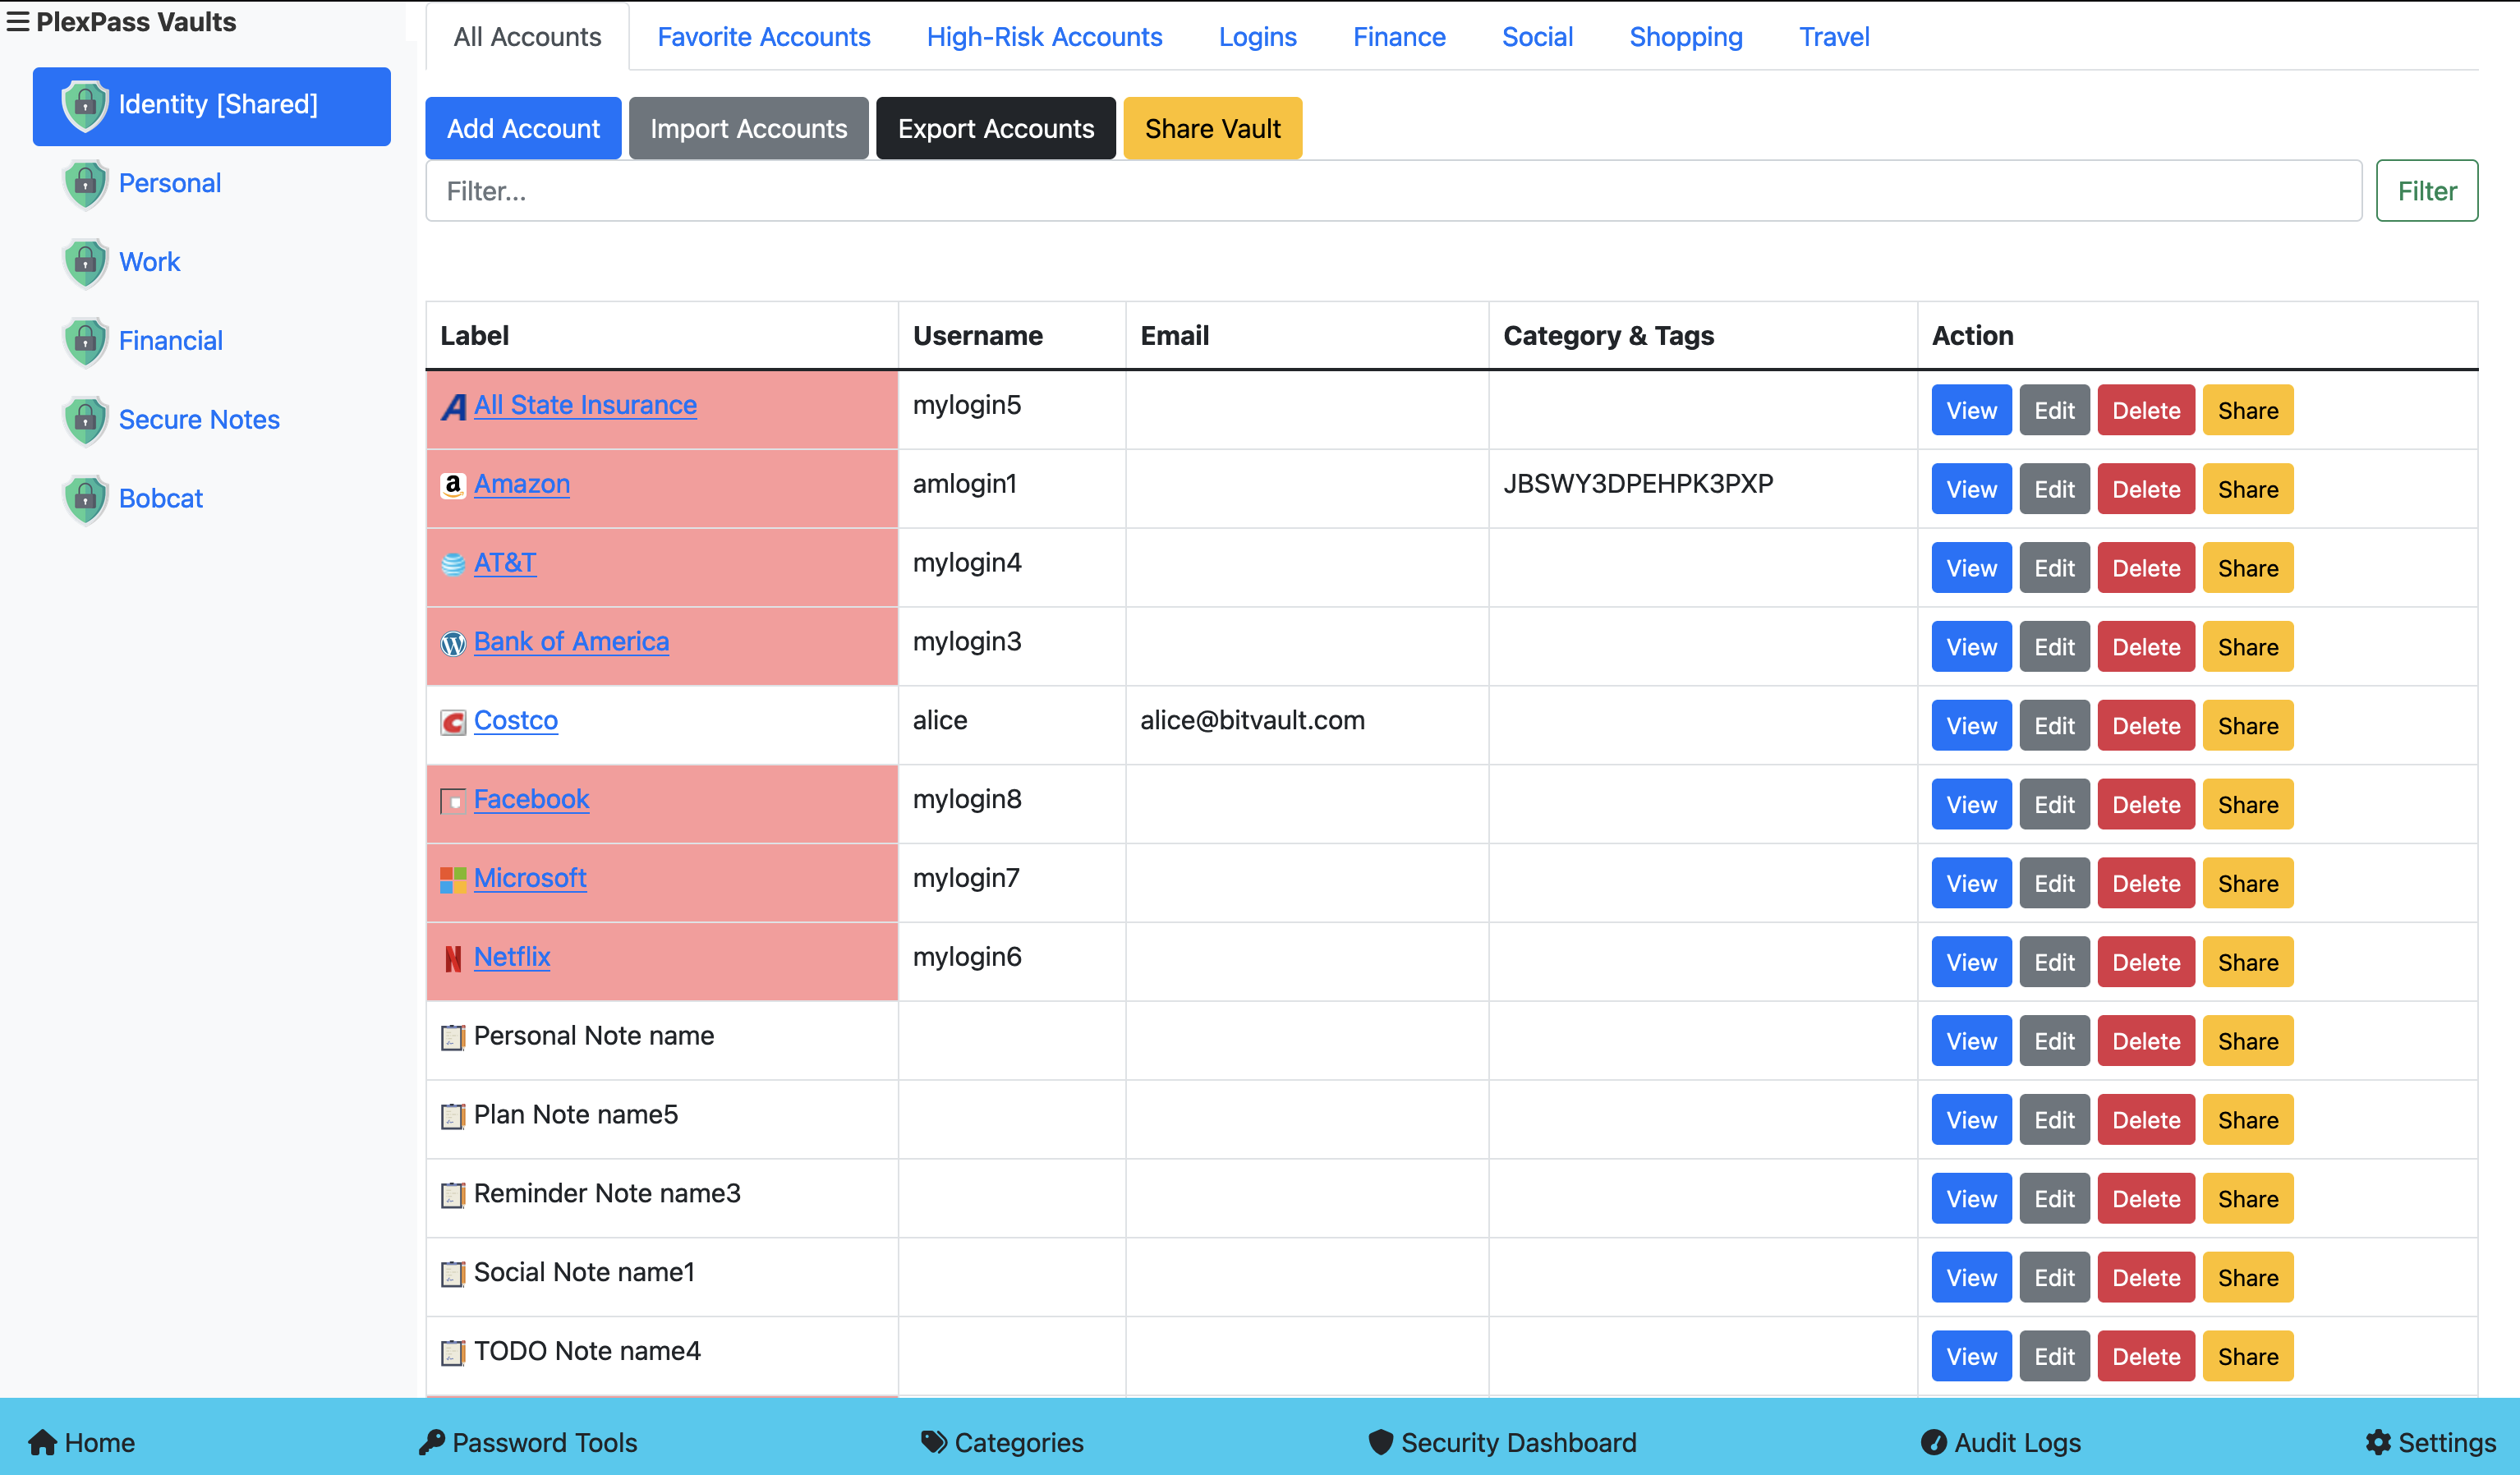 PlexPass Vaults
Identity [Shared]
Personal
Work
Financial
Secure Notes
Bobcat
All Accounts Favorite Accounts High-Risk Accounts Logins Finance Social Shopping Travel
Add Account Import Accounts Export Accounts Share Vault
Filter... Filter
Label Username Email Category & Tags Action
All State Insurance mylogin5 View Edit Delete Share
a Amazon amlogin1 JBSWY3DPEHPK3PXP View Edit Delete Share
AT&T mylogin4 View Edit Delete Share
Bank of America mylogin3 View Edit Delete Share
Costco alice alice@bitvault.com View Edit Delete Share
Facebook mylogin8 View Edit Delete Share
Microsoft mylogin7 View Edit Delete Share
Netflix mylogin6 View Edit Delete Share
Personal Note name View Edit Delete Share
Plan Note name5 View Edit Delete Share
Reminder Note name3 View Edit Delete Share
Social Note name1 View Edit Delete Share
TODO Note name4 View Edit Delete Share
Home Password Tools Categories Security Dashboard Audit Logs Settings